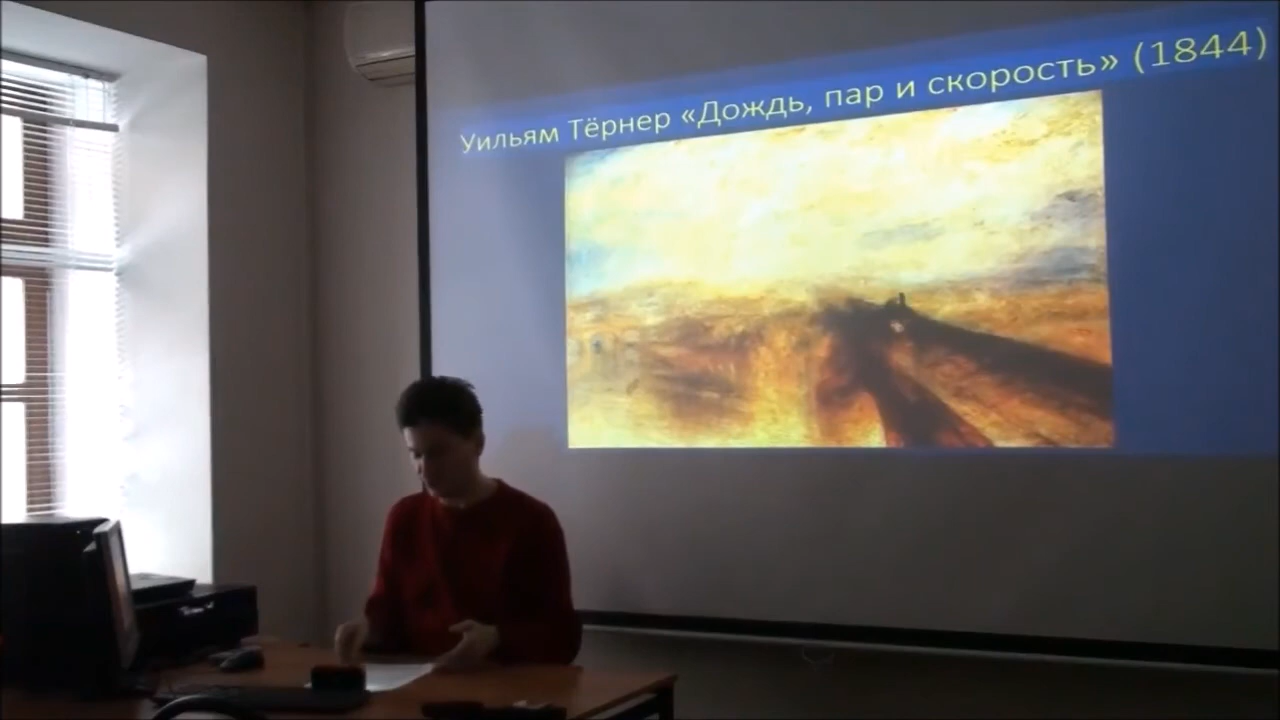 Уильям Тёрнер «Дождь, пар и скорость» (1844)